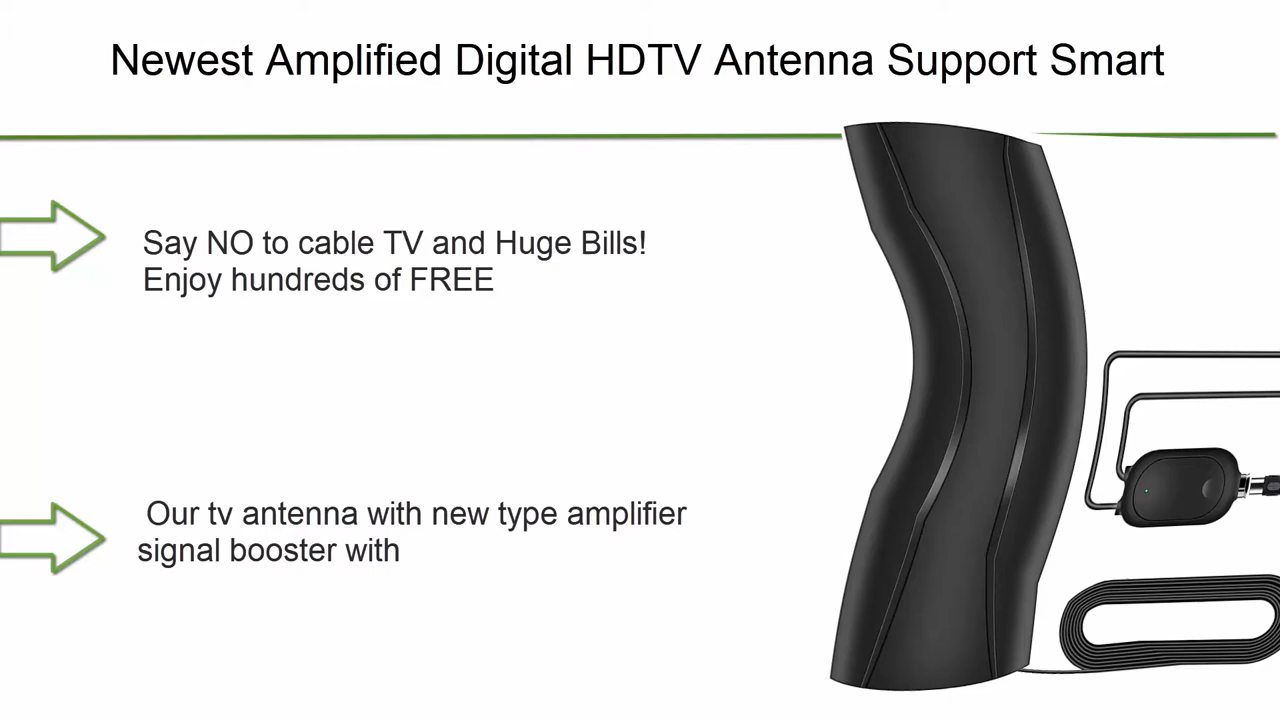 Newest Amplified Digital HDTV Antenna Support Smart
Say NO to cable TV and Huge Bills!
Enjoy hundreds of FREE
Our tv antenna with new type amplifier
signal booster with